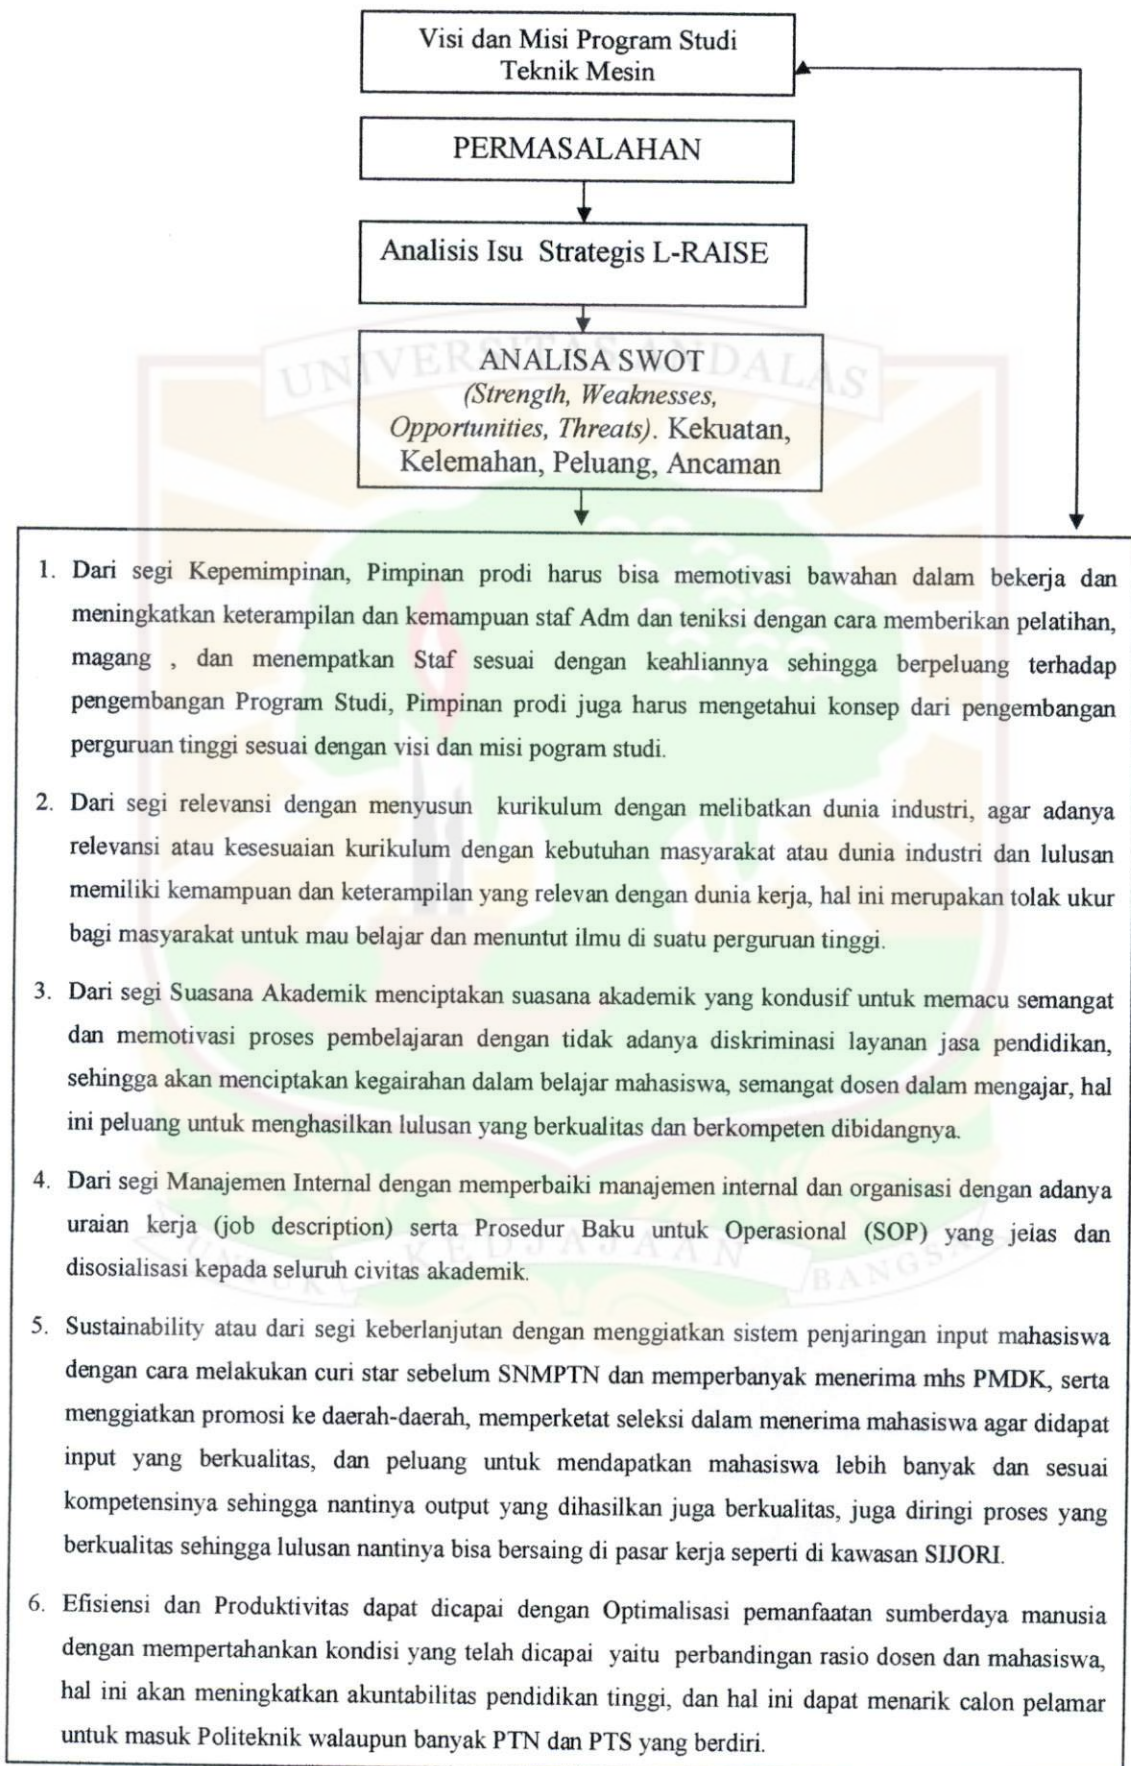 Visi dan Misi Program Studi
Teknik Mesin
PERMASALAHAN
Analisis Isu Strategis L-RAISE
ANALISA SWOT
(Strength, Weaknesses,
Opportunities, Threats). Kekuatan,
Kelemahan, Peluang, Ancaman
UNIVERSITAS ANDALAS
1. Dari segi Kepemimpinan, Pimpinan prodi harus bisa memotivasi bawahan dalam bekerja dan
meningkatkan keterampilan dan kemampuan staf Adm dan teniksi dengan cara memberikan pelatihan,
magang , dan menempatkan Staf sesuai dengan keahliannya sehingga berpeluang terhadap
pengembangan Program Studi, Pimpinan prodi juga harus mengetahui konsep dari pengembangan
perguruan tinggi sesuai dengan visi dan misi pogram studi.
2. Dari segi relevansi dengan menyusun kurikulum dengan melibatkan dunia industri, agar adanya
relevansi atau kesesuaian kurikulum dengan kebutuhan masyarakat atau dunia industri dan lulusan
memiliki kemampuan dan keterampilan yang relevan dengan dunia kerja, hal ini merupakan tolak ukur
bagi masyarakat untuk mau belajar dan menuntut ilmu di suatu perguruan tinggi.
3. Dari segi Suasana Akademik menciptakan suasana akademik yang kondusif untuk memacu semangat
dan memotivasi proses pembelajaran dengan tidak adanya diskriminasi layanan jasa pendidikan,
sehingga akan menciptakan kegairahan dalam belajar mahasiswa, semangat dosen dalam mengajar, hal
ini peluang untuk menghasilkan lulusan yang berkualitas dan berkompeten dibidangnya.
4. Dari segi Manajemen Internal dengan memperbaiki manajemen internal dan organisasi dengan adanya
uraian kerja (job description) serta Prosedur Baku untuk Operasional (SOP) yang jeias dan
disosialisasi kepada seluruh civitas akademik.
UNTUK KEDJAJAAN BANGSA
5. Sustainability atau dari segi keberlanjutan dengan menggiatkan sistem penjaringan input mahasiswa
dengan cara melakukan curi star sebelum SNMPTN dan memperbanyak menerima mhs PMDK, serta
menggiatkan promosi ke daerah-daerah, memperketat seleksi dalam menerima mahasiswa agar didapat
input yang berkualitas, dan peluang untuk mendapatkan mahasiswa lebih banyak dan sesuai
kompetensinya sehingga nantinya output yang dihasilkan juga berkualitas, juga diringi proses yang
berkualitas sehingga lulusan nantinya bisa bersaing di pasar kerja seperti di kawasan SIJORI.
6. Efisiensi dan Produktivitas dapat dicapai dengan Optimalisasi pemanfaatan sumberdaya manusia
dengan mempertahankan kondisi yang telah dicapai yaitu perbandingan rasio dosen dan mahasiswa,
hal ini akan meningkatkan akuntabilitas pendidikan tinggi, dan hal ini dapat menarik calon pelamar
untuk masuk Politeknik walaupun banyak PTN dan PTS yang berdiri.